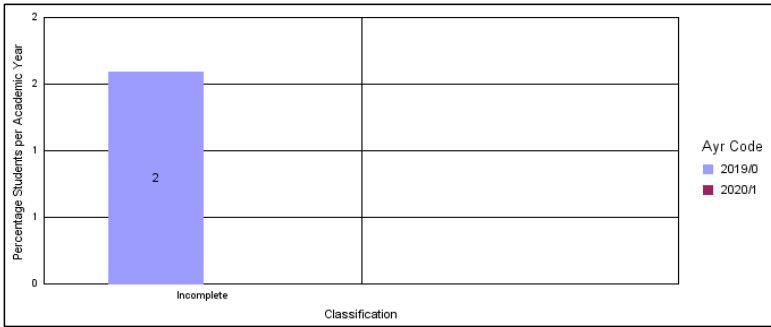 Percentage Students per Academic Year
2
2
1
1
0
2
Incomplete
Classification
Ayr Code
2019/0
2020/1